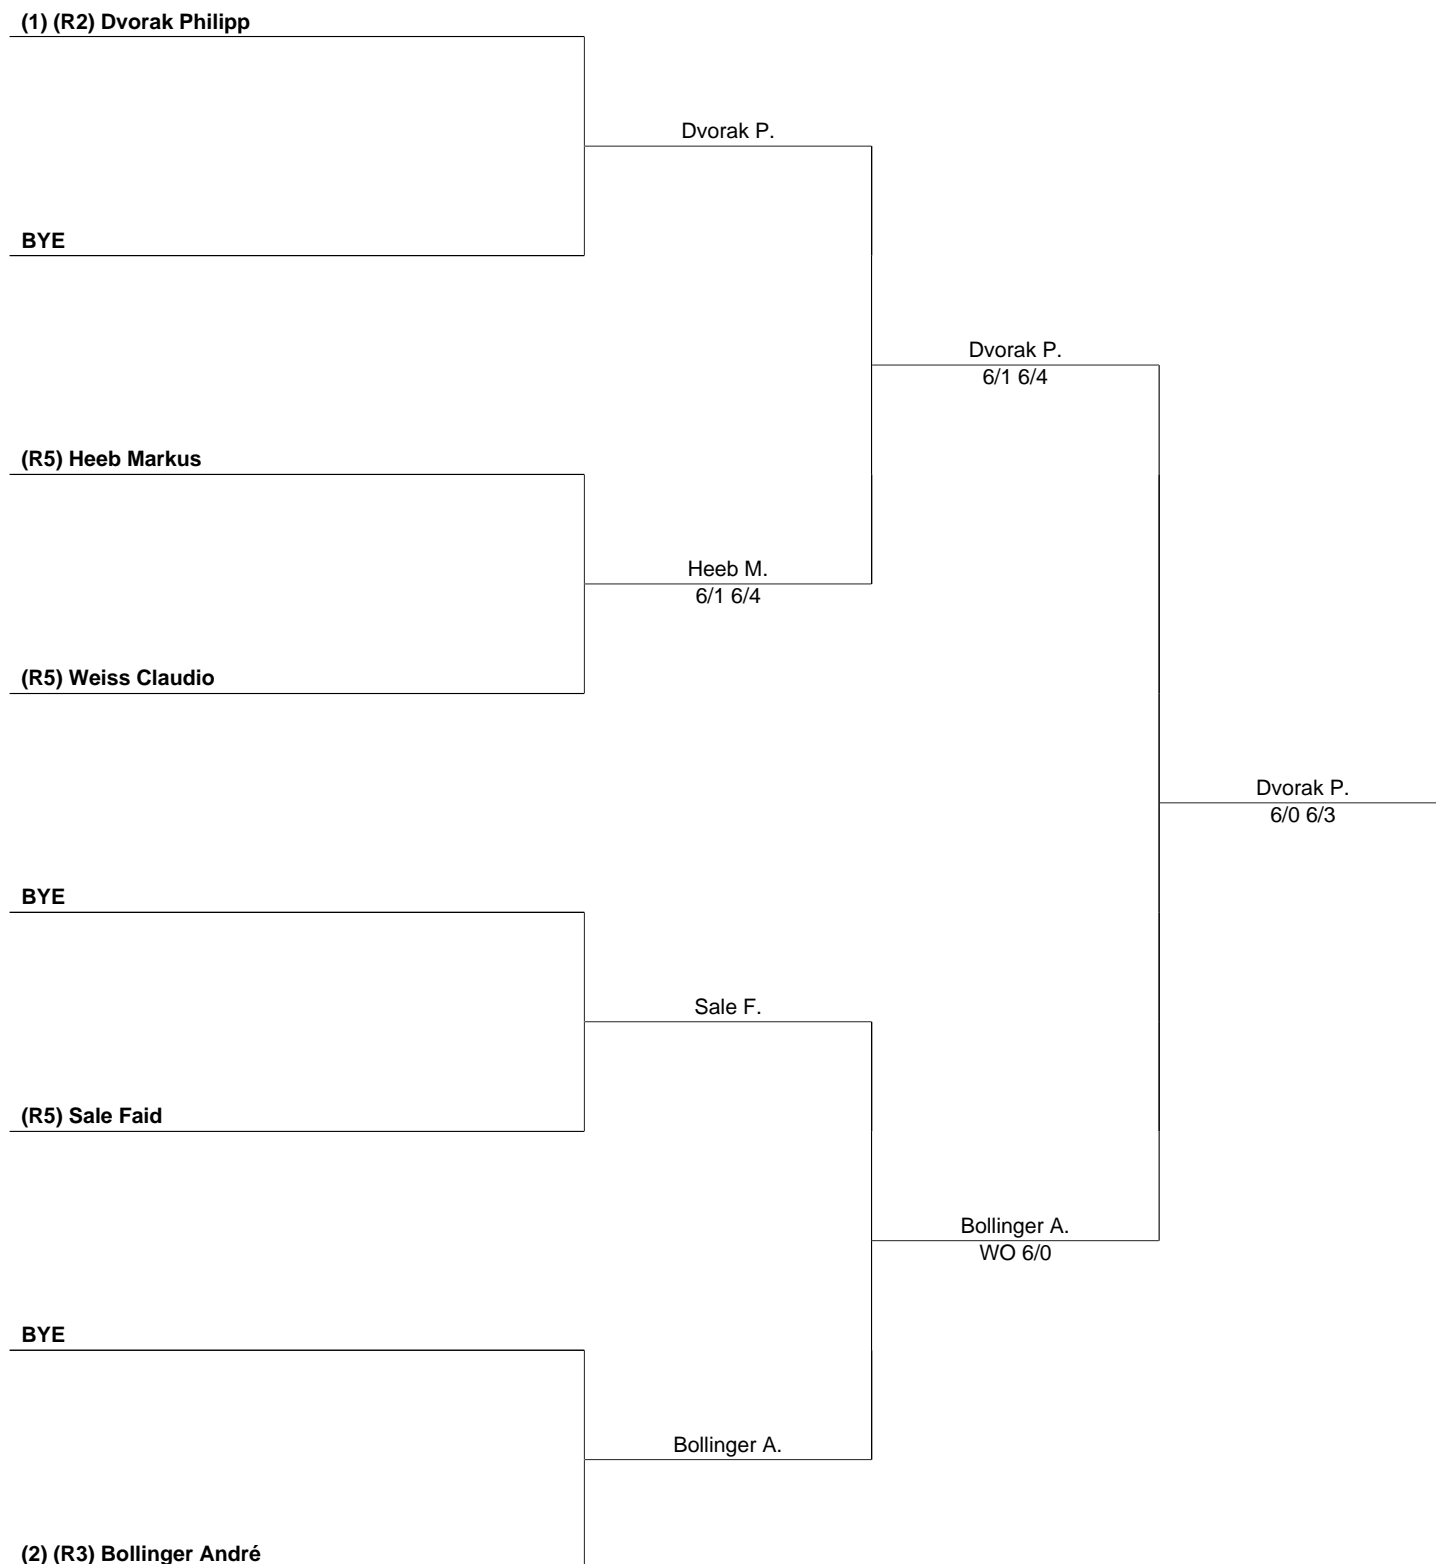 (1) (R2) Dvorak Philipp
Dvorak P.
BYE
Dvorak P.
6/1 6/4
(R5) Heeb Markus
Heeb M.
6/1 6/4
(R5) Weiss Claudio
Dvorak P.
6/0 6/3
BYE
Sale F.
(R5) Sale Faid
Bollinger A.
WO 6/0
BYE
Bollinger A.
(2) (R3) Bollinger André